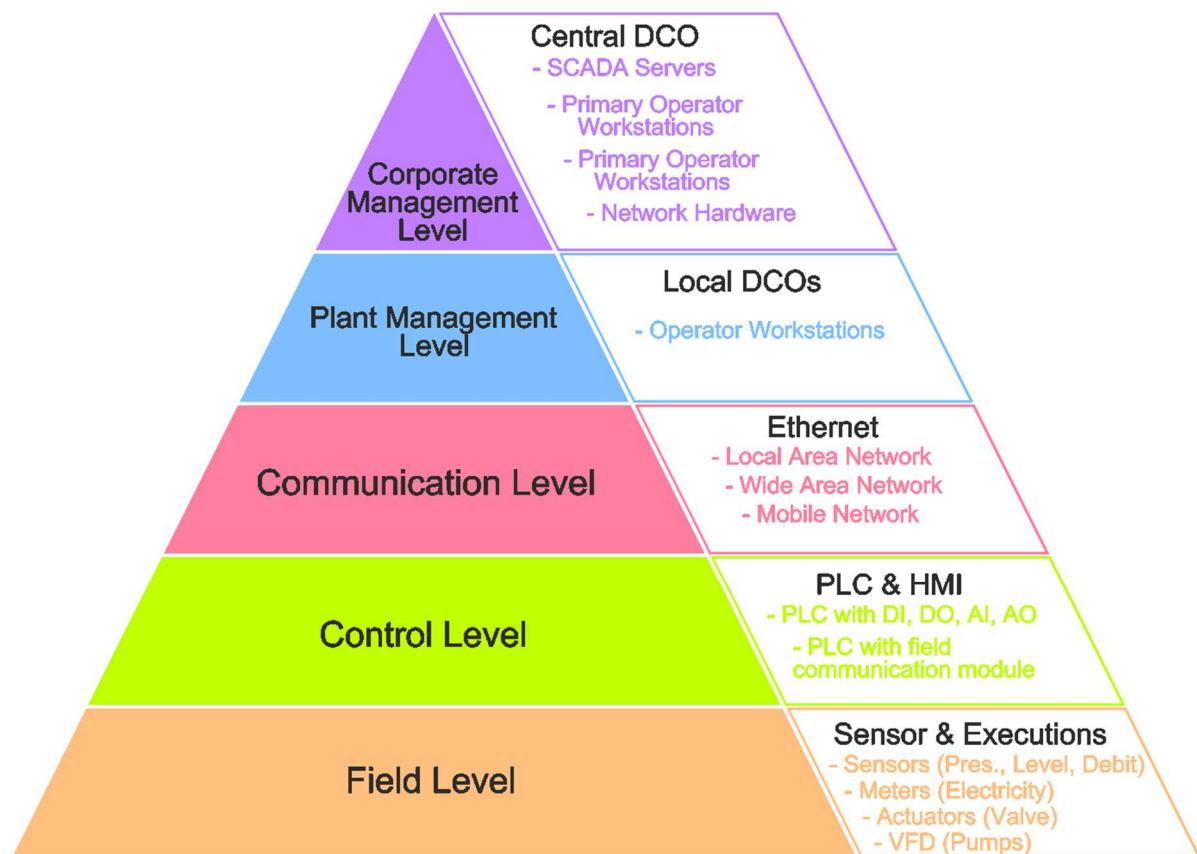 Central DCO
- SCADA Servers
- Primary Operator
Workstations
- Primary Operator
Workstations
- Network Hardware
Corporate
Management
Level
Local DCOs
- Operator Workstations
Plant Management
Level
Ethernet
- Local Area Network
- Wide Area Network
- Mobile Network
Communication Level
PLC & HMI
- PLC with DI, DO, AI, AO
- PLC with field
communication module
Control Level
Sensor & Executions
- Sensors (Pres., Level, Debit)
- Meters (Electricity)
- Actuators (Valve)
- VFD (Pumps)
Field Level